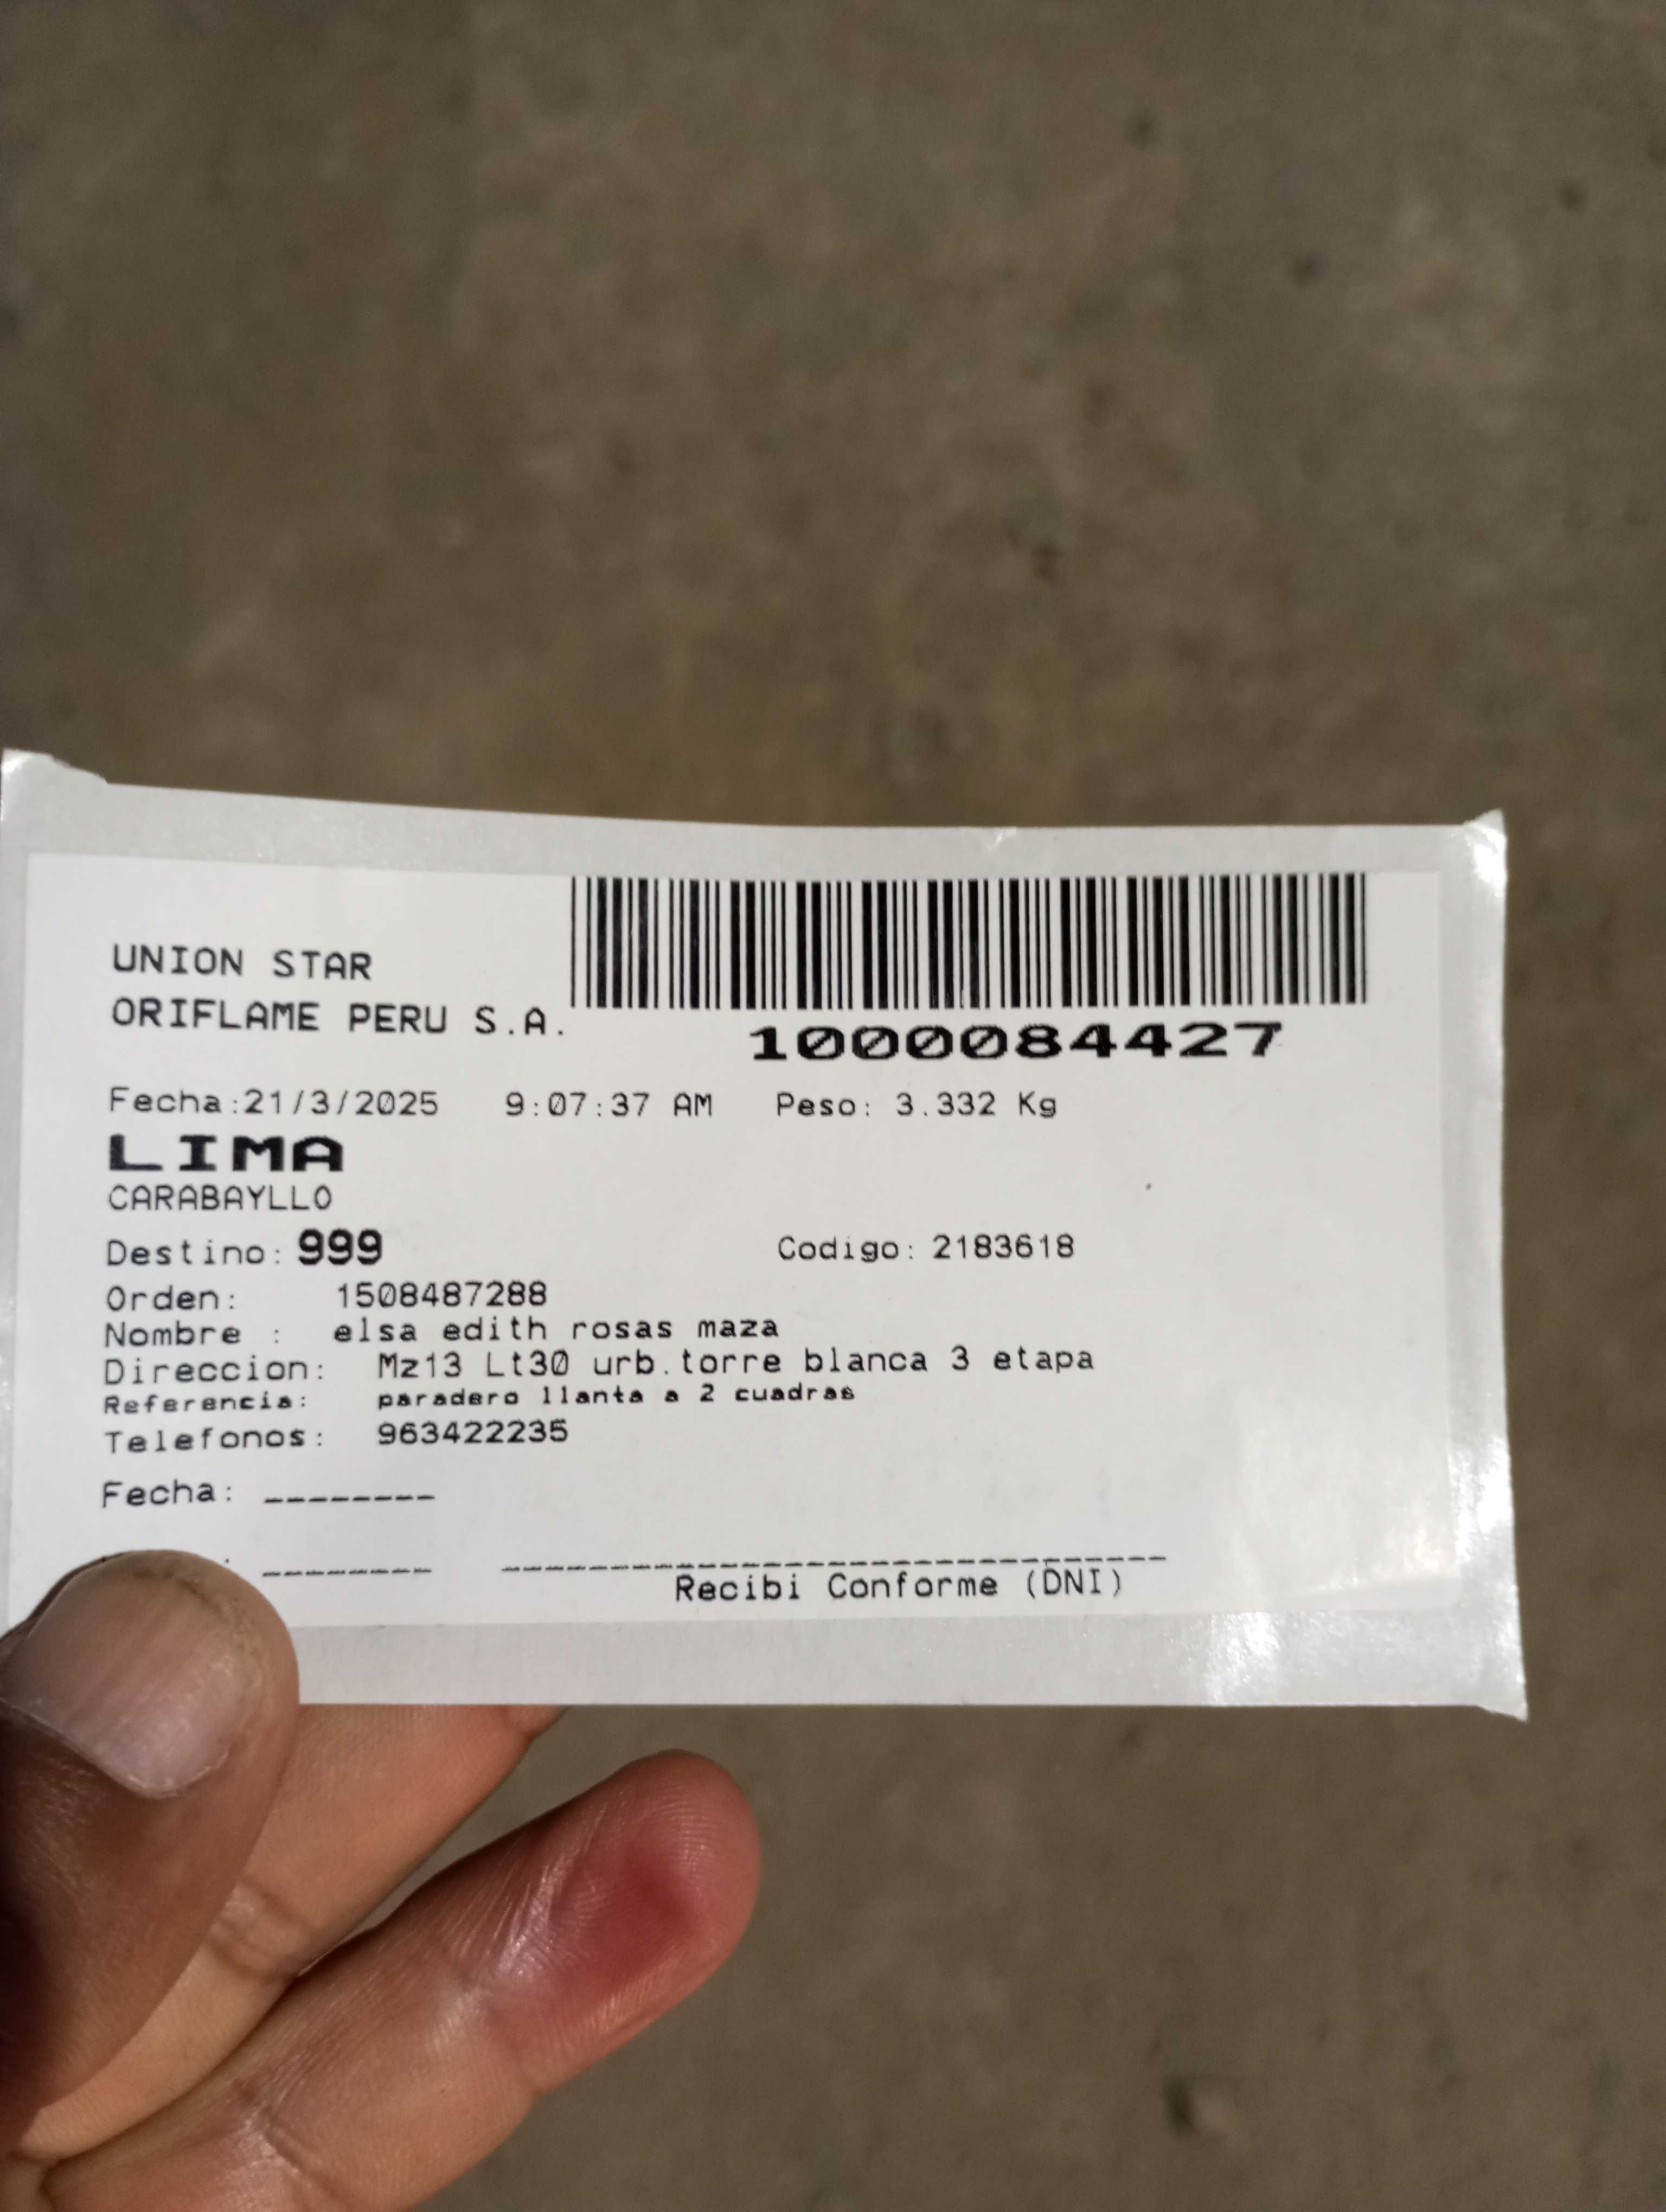 UNION STAR
ORIFLAME PERU S.A.
1000084427
Fecha:21/3/2025 9:07:37 AM Peso: 3.332 Kg
LIMA
CARABAYLLO
Destino: 999 Codigo: 2183618
Orden: 1508487288
Nombre : elsa edith rosas maza
Direccion: Mz13 Lt30 urb.torre blanca 3 etapa
Referencia: paradero llanta a 2 cuadras
Telefonos: 963422235
Fecha: --------
Recibi Conforme (DNI)